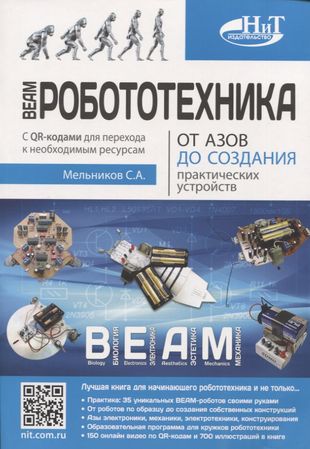 НиТ
ИЗДАТЕЛЬСТВО
BEAM
РОБОТОТЕХНИКА
С QR-кодами для перехода
к необходимым ресурсам
Мельников С.А.
ОТ АЗОВ
ДО СОЗДАНИЯ
практических
устройств
BEAM
БИОЛОГИЯ
ЭЛЕКТРОНИКА
ЭСТЕТИКА
МЕХАНИКА
Biology
Electronics
Aesthetics
Mechanics
Лучшая книга для начинающего робототехника и не только...
• Практика: 35 уникальных BEAM-роботов своими руками
• От роботов по образцу до создания собственных конструкций
• Азы электроники, механики, электротехники, конструирования
• Образовательная программа для кружков робототехники
• 150 онлайн видео по QR-кодам и 700 иллюстраций в книге
nit.com.ru